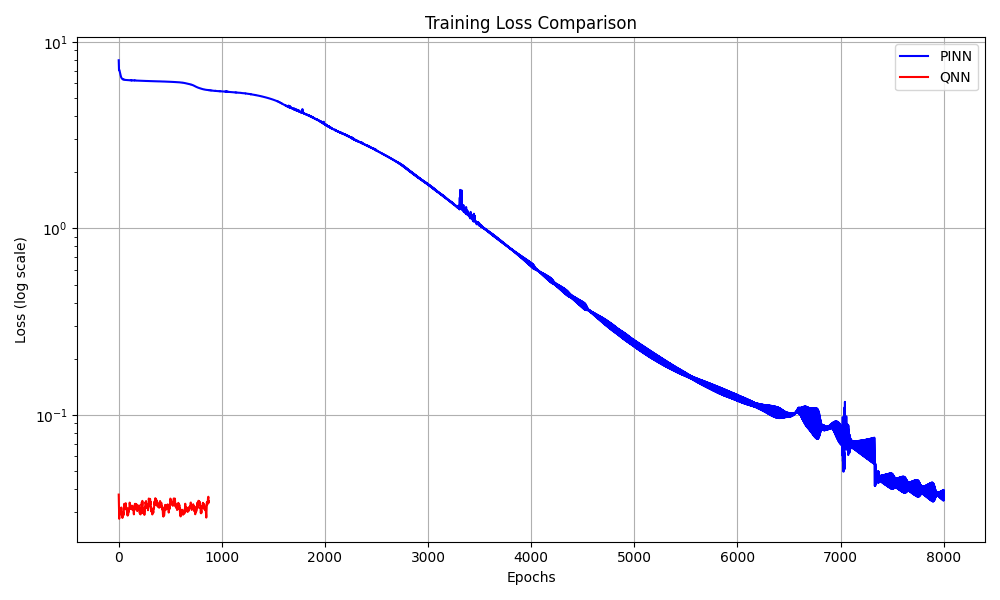 Training Loss Comparison
Loss (log scale)
10¹
10⁰
10⁻¹
PINN
QNN
0 1000 2000 3000 4000 5000 6000 7000 8000
Epochs